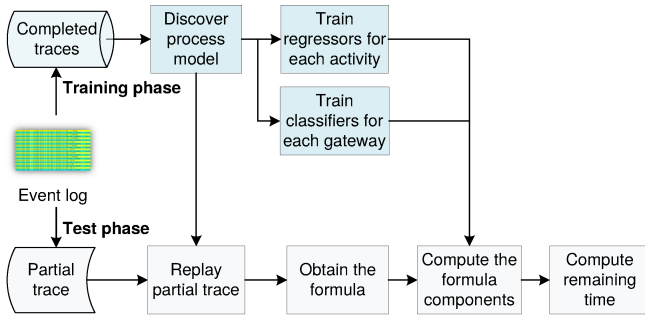 Completed
traces
Discover
process
model
Train
regressors for
each activity
Training phase
Train
classifiers for
each gateway
Event log
Test phase
Partial
trace
Replay
partial trace
Obtain the
formula
Compute the
formula
components
Compute
remaining
time